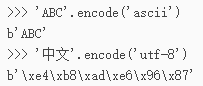 >>> 'ABC'.encode('ascii')
b'ABC'
>>> '中文'.encode('utf-8')
b'\xe4\xb8\xad\xe6\x96\x87'